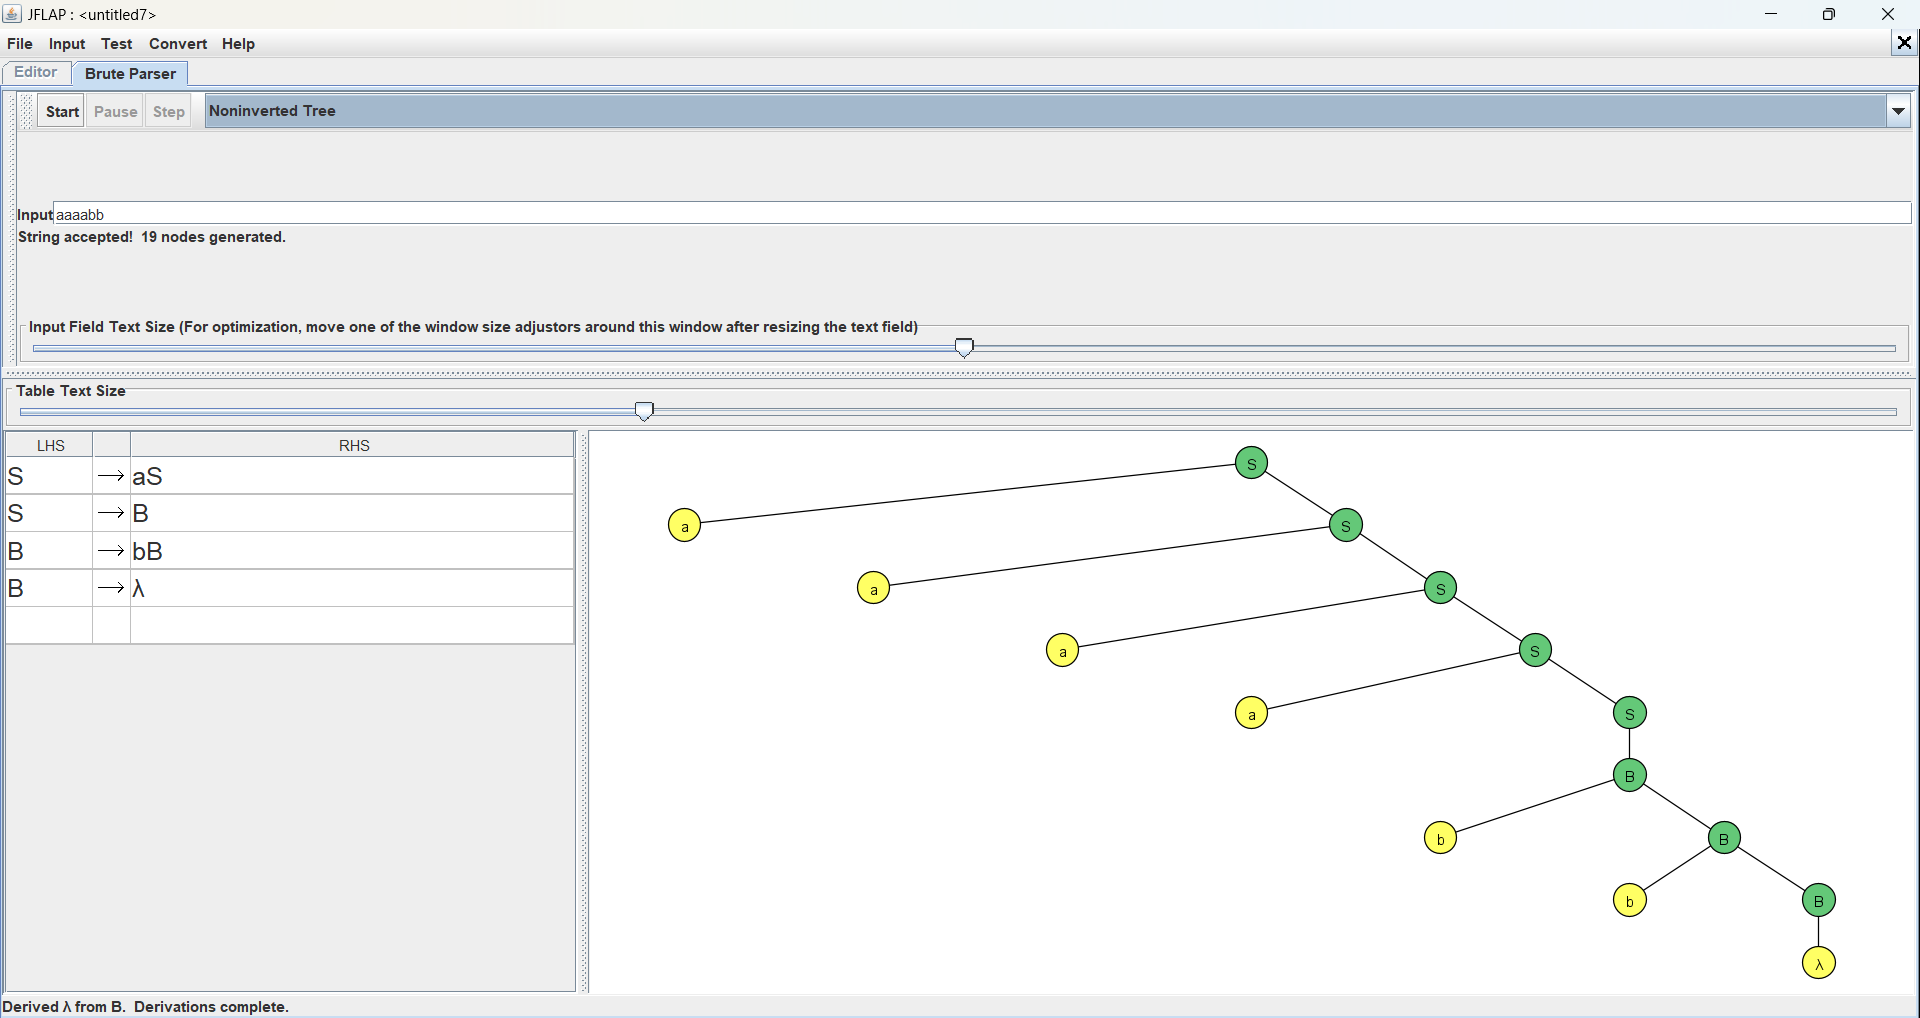 JFLAP : <untitled7>
File Input Test Convert Help
Editor Brute Parser
Start Pause Step Noninverted Tree
Input aaaabb
String accepted! 19 nodes generated.
Input Field Text Size (For optimization, move one of the window size adjustors around this window after resizing the text field)
Table Text Size
LHS RHS
S → aS
S → B
B → bB
B → λ
S
a S
a S
a S
a S
B
b B
b B
λ
Derived λ from B. Derivations complete.